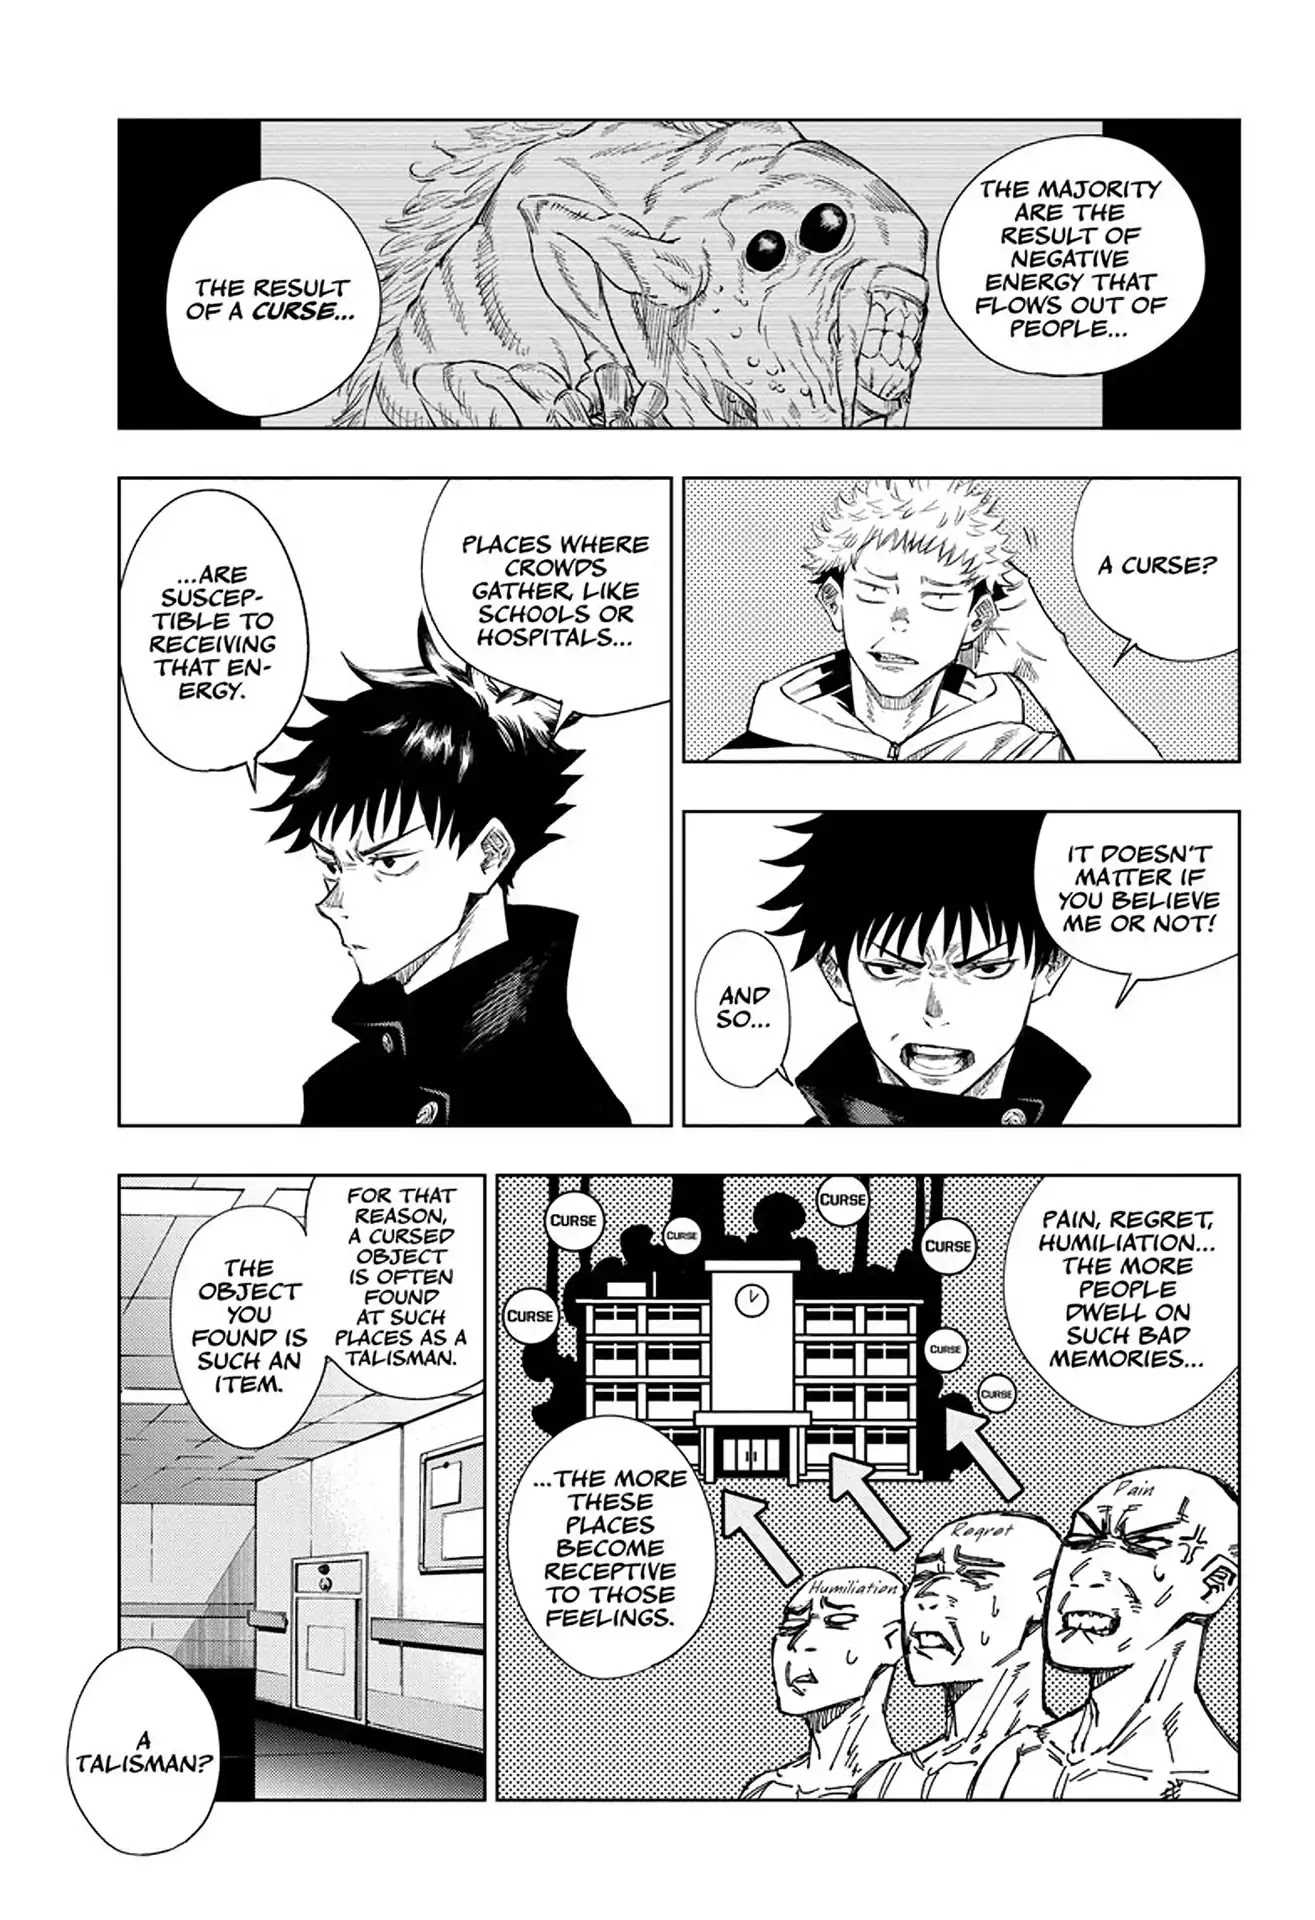 THE MAJORITY
ARE THE
RESULT OF
NEGATIVE
ENERGY THAT
FLOWS OUT OF
PEOPLE...
THE RESULT
OF A CURSE...
A CURSE?
IT DOESN'T
MATTER IF
YOU BELIEVE
ME OR NOT!
AND
SO...
PLACES WHERE
CROWDS
GATHER, LIKE
SCHOOLS OR
HOSPITALS...
...ARE
SUSCEP-
TIBLE TO
RECEIVING
THAT EN-
ERGY.
PAIN, REGRET,
HUMILIATION...
THE MORE
PEOPLE
DWELL ON
SUCH BAD
MEMORIES...
CURSE
CURSE
CURSE
CURSE
CURSE
CURSE
CURSE
Pain
Regret
Humiliation
...THE MORE
THESE
PLACES
BECOME
RECEPTIVE
TO THOSE
FEELINGS.
FOR THAT
REASON,
A CURSED
OBJECT
IS OFTEN
FOUND
AT SUCH
PLACES AS A
TALISMAN.
THE
OBJECT
YOU
FOUND IS
SUCH AN
ITEM.
A
TALISMAN?